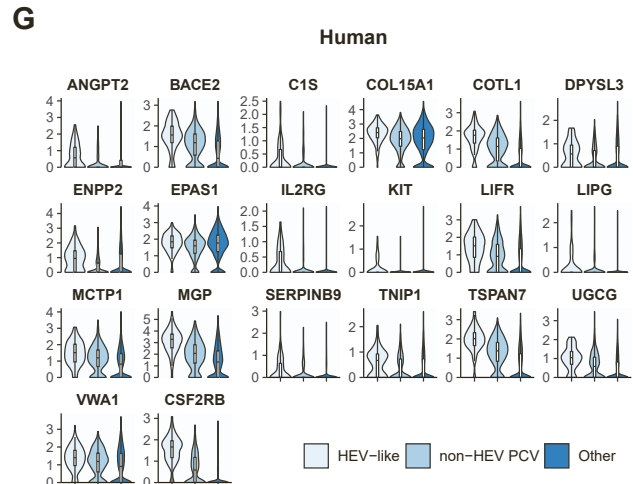 G
Human
ANGPT2 BACE2 C1S COL15A1 COTL1 DPYSL3
4 3 2 1 0
3 2 1 0
2.5 2.0 1.5 1.0 0.5 0.0
4 3 2 1 0
3 2 1 0
2 1 0
ENPP2 EPAS1 IL2RG KIT LIFR LIPG
4 3 2 1 0
4 3 2 1 0
2.0 1.5 1.0 0.5 0.0
2 1 0
3 2 1 0
2 1 0
MCTP1 MGP SERPINB9 TNIP1 TSPAN7 UGCG
4 3 2 1 0
5 4 3 2 1 0
3 2 1 0
2 1 0
3 2 1 0
3 2 1 0
VWA1 CSF2RB
3 2 1 0
3 2 1 0
HEV-like non-HEV PCV Other